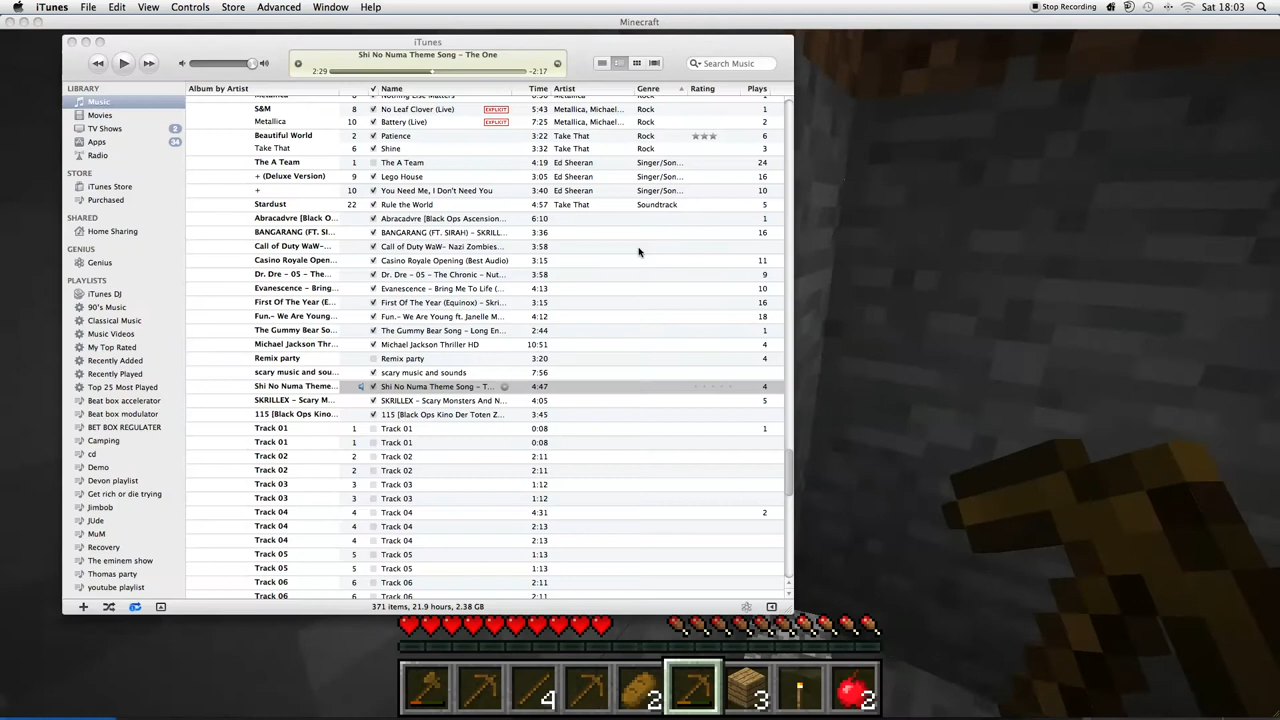 iTunes File Edit View Controls Store Advanced Window Help Stop Recording Sat 18:03
Minecraft
iTunes
Shi No Numa Theme Song – The One
2:29 -2:17
Search Music
LIBRARY
Music
Movies
TV Shows 2
Apps 34
Radio
STORE
iTunes Store
Purchased
SHARED
Home Sharing
GENIUS
Genius
PLAYLISTS
iTunes DJ
90's Music
Classical Music
Music Videos
My Top Rated
Recently Added
Recently Played
Top 25 Most Played
Beat box accelerator
Beat box modulator
BET BOX REGULATER
Camping
cd
Demo
Devon playlist
Get rich or die trying
Jimbob
JUde
MuM
Recovery
The eminem show
Thomas party
youtube playlist
Album by Artist Name Time Artist Genre Rating Plays
S&M 8 No Leaf Clover (Live) EXPLICIT 5:43 Metallica, Michael... Rock 1
Metallica 10 Battery (Live) EXPLICIT 7:25 Metallica, Michael... Rock 2
Beautiful World 2 Patience 3:22 Take That Rock ★★★ 6
Take That 6 Shine 3:32 Take That Rock 3
The A Team 1 The A Team 4:19 Ed Sheeran Singer/Son... 24
+ (Deluxe Version) 9 Lego House 3:05 Ed Sheeran Singer/Son... 16
+ 10 You Need Me, I Don't Need You 3:40 Ed Sheeran Singer/Son... 10
Stardust 22 Rule the World 4:57 Take That Soundtrack 5
Abracadvre [Black O... Abracadvre [Black Ops Ascension... 6:10 1
BANGARANG (FT. SI... BANGARANG (FT. SIRAH) – SKRILL... 3:36 16
Call of Duty WaW-... Call of Duty WaW- Nazi Zombies... 3:58
Casino Royale Open... Casino Royale Opening (Best Audio) 3:15 11
Dr. Dre – 05 – The ... Dr. Dre – 05 – The Chronic – Nut... 3:58 9
Evanescence – Bring... Evanescence – Bring Me To Life (... 4:13 10
First Of The Year (E... First Of The Year (Equinox) – Skri... 3:15 16
Fun.- We Are Young... Fun.- We Are Young ft. Janelle M... 4:12 18
The Gummy Bear So... The Gummy Bear Song – Long En... 2:44 1
Michael Jackson Thr... Michael Jackson Thriller HD 10:51 4
Remix party Remix party 3:20 4
scary music and sou... scary music and sounds 7:56
Shi No Numa Theme... Shi No Numa Theme Song – T... 4:47 4
SKRILLEX – Scary M... SKRILLEX – Scary Monsters And N... 4:05 5
115 [Black Ops Kino... 115 [Black Ops Kino Der Toten Z... 3:45
Track 01 1 Track 01 0:08 1
Track 01 1 Track 01 0:08
Track 02 2 Track 02 2:11
Track 02 2 Track 02 2:11
Track 03 3 Track 03 1:12
Track 03 3 Track 03 1:12
Track 04 4 Track 04 4:31 2
Track 04 4 Track 04 2:13
Track 04 4 Track 04 2:13
Track 05 5 Track 05 1:13
Track 05 5 Track 05 1:13
Track 06 6 Track 06 2:11
Track 06 6 Track 06 2:11
371 items, 21.9 hours, 2.38 GB
4 2 3 2